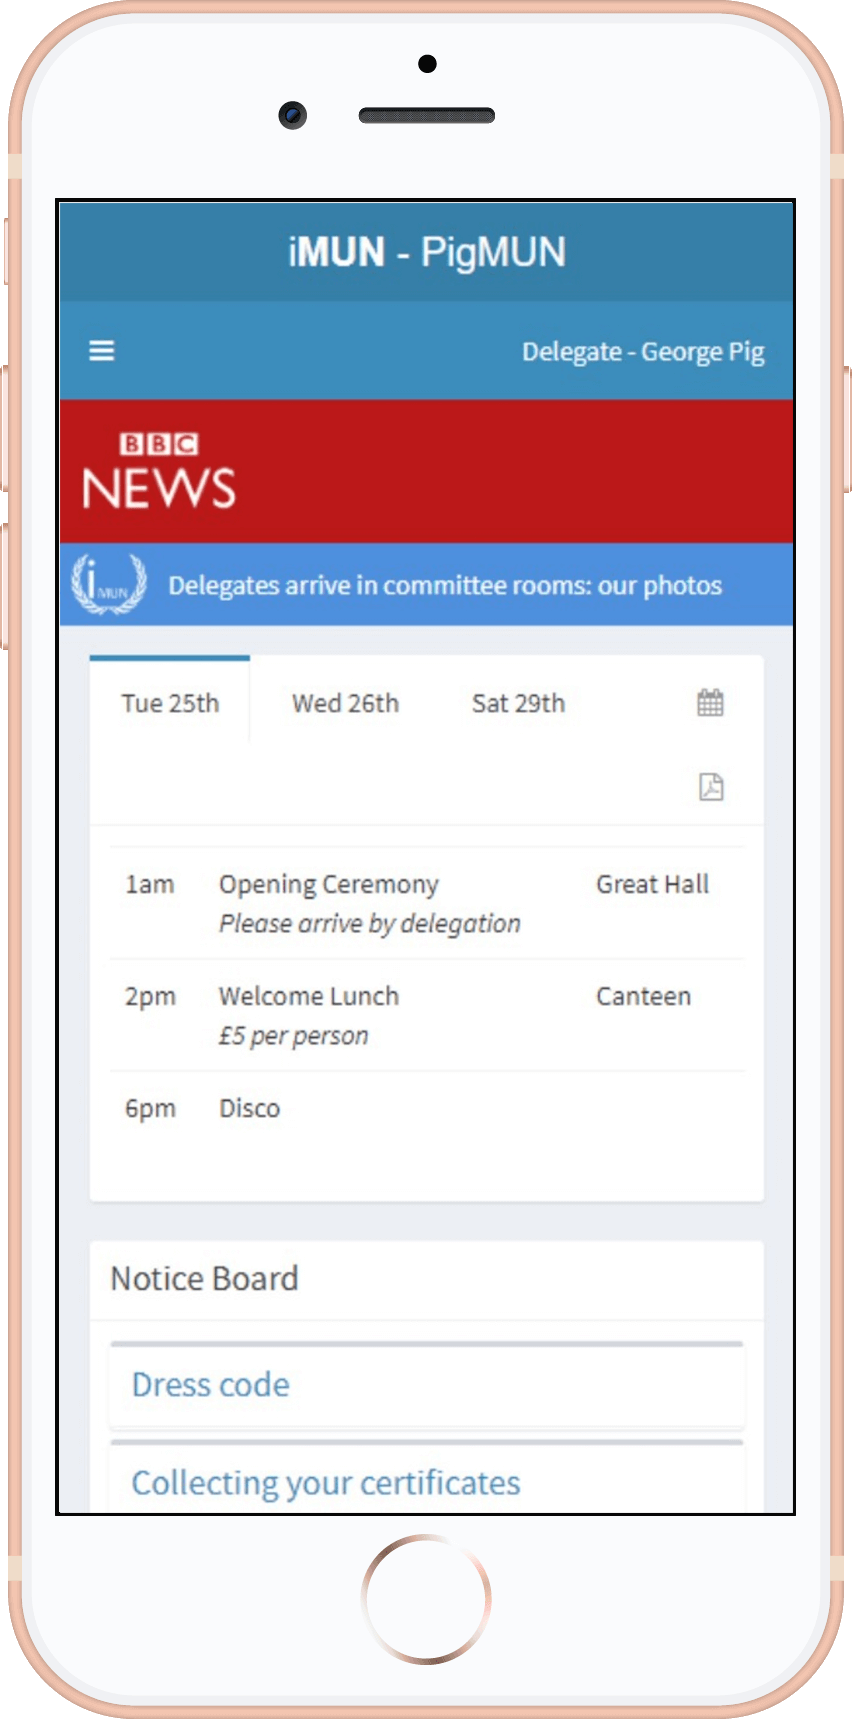 iMUN - PigMUN
Delegate - George Pig
BBC
NEWS
iMUN
Delegates arrive in committee rooms: our photos
Tue 25th Wed 26th Sat 29th
1am Opening Ceremony Great Hall
Please arrive by delegation
2pm Welcome Lunch Canteen
£5 per person
6pm Disco
Notice Board
Dress code
Collecting your certificates